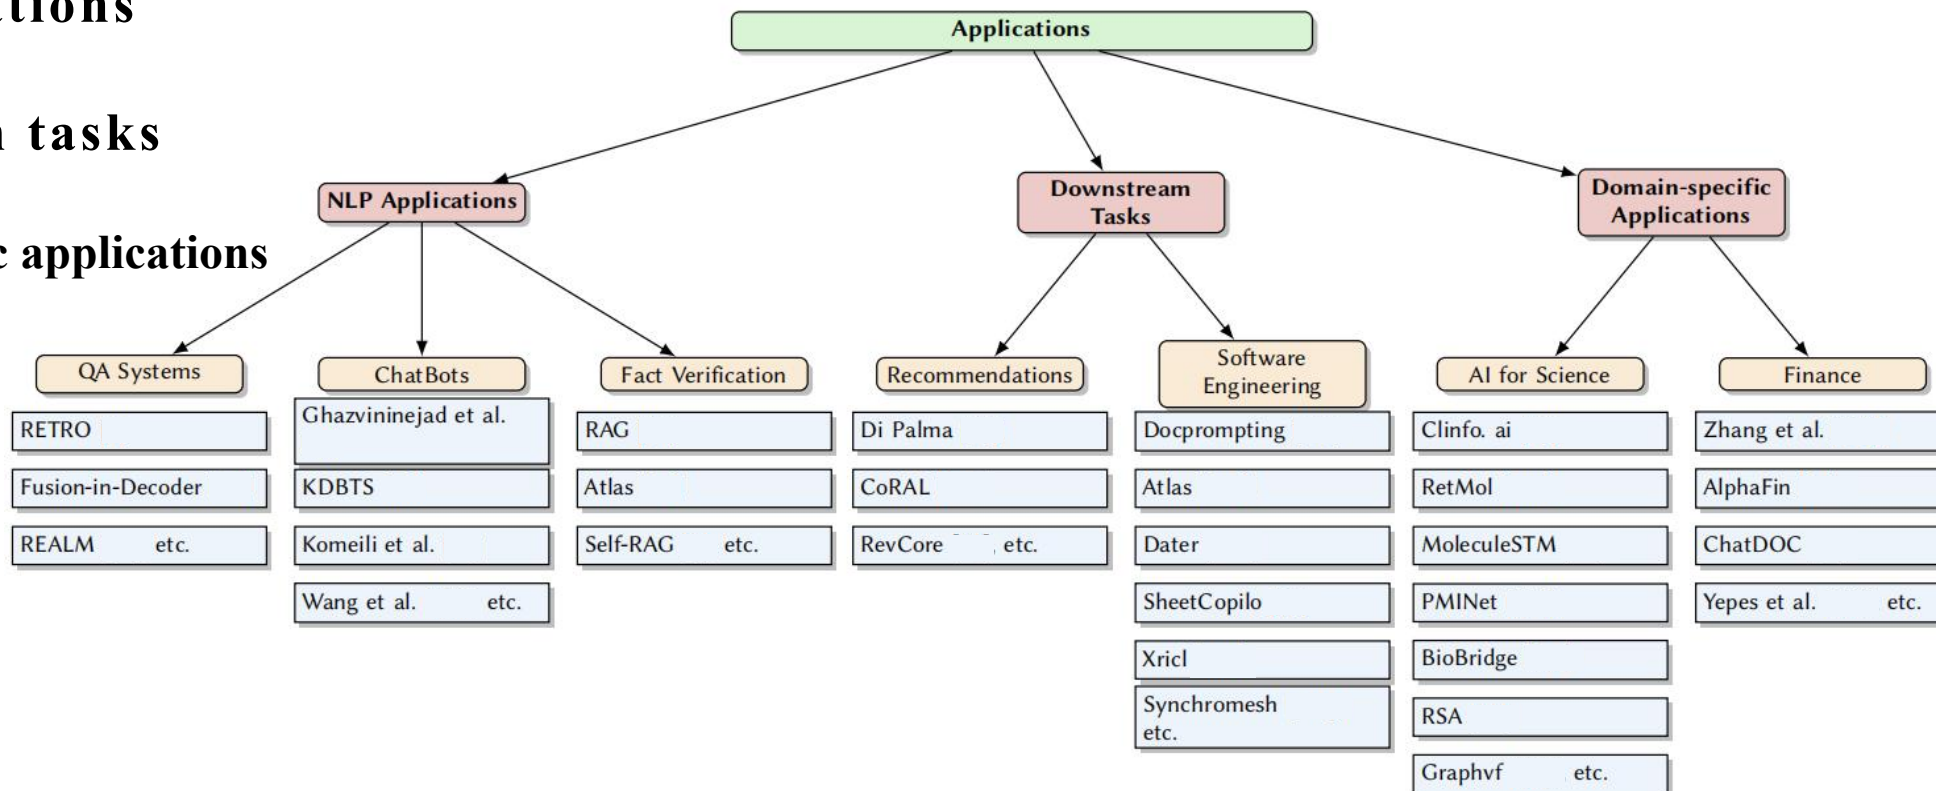 tasks
applications
Applications
NLP Applications
Downstream
Tasks
Domain-specific
Applications
QA Systems
RETRO
Fusion-in-Decoder
REALM etc.
ChatBots
Ghazvininejad et al.
KDBTS
Komeili et al.
Wang et al. etc.
Fact Verification
RAG
Atlas
Self-RAG etc.
Recommendations
Di Palma
CoRAL
RevCore , etc.
Software
Engineering
Docprompting
Atlas
Dater
SheetCopilo
Xricl
Synchromesh
etc.
AI for Science
Clinfo. ai
RetMol
MoleculeSTM
PMINet
BioBridge
RSA
Graphvf etc.
Finance
Zhang et al.
AlphaFin
ChatDOC
Yepes et al. etc.